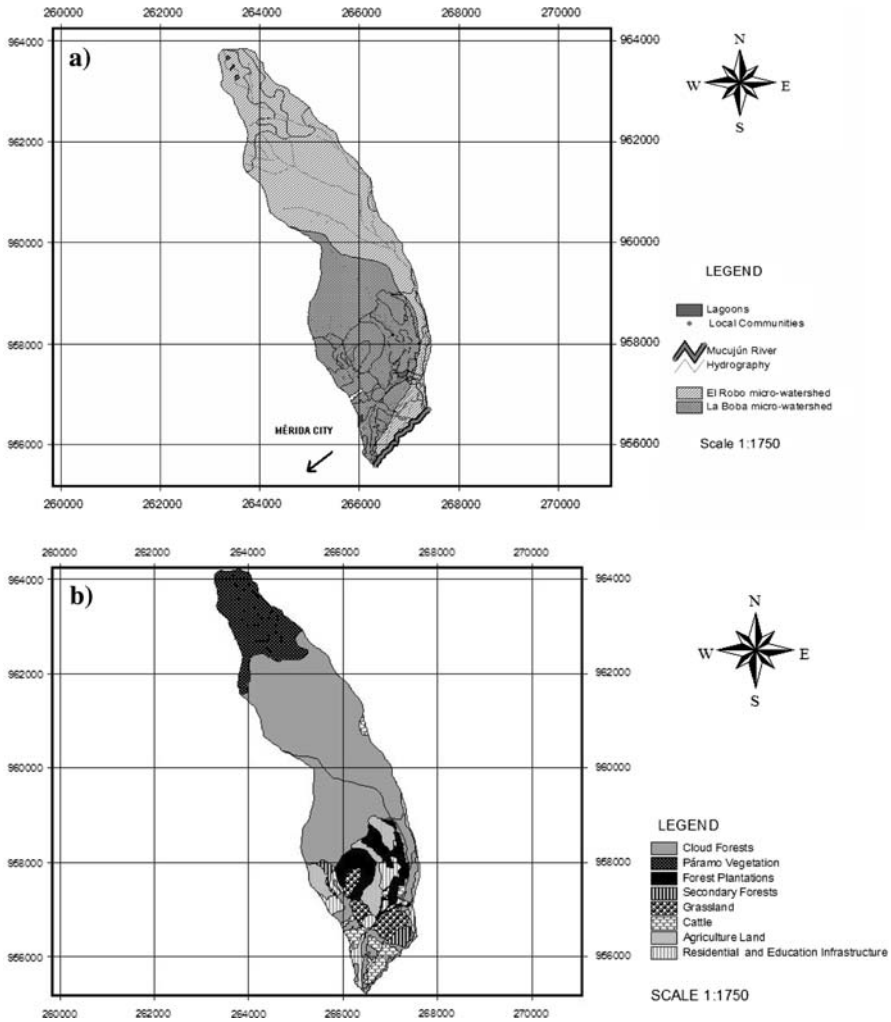 260000 262000 264000 266000 268000 270000
964000 a) 964000
N
W E
S
962000 962000
960000 960000
LEGEND
Lagoons
Local Communities
958000 958000
Mucujún River
Hydrography
El Robo micro-watershed
La Boba micro-watershed
MÉRIDA CITY
956000 956000
Scale 1:1750
260000 262000 264000 266000 268000 270000
260000 262000 264000 266000 268000 270000
964000 b) 964000
N
W E
S
962000 962000
960000 960000
LEGEND
Cloud Forests
958000 958000
Páramo Vegetation
Forest Plantations
Secondary Forests
Grassland
Cattle
956000 956000
Agriculture Land
Residential and Education Infrastructure
SCALE 1:1750
260000 262000 264000 266000 268000 270000